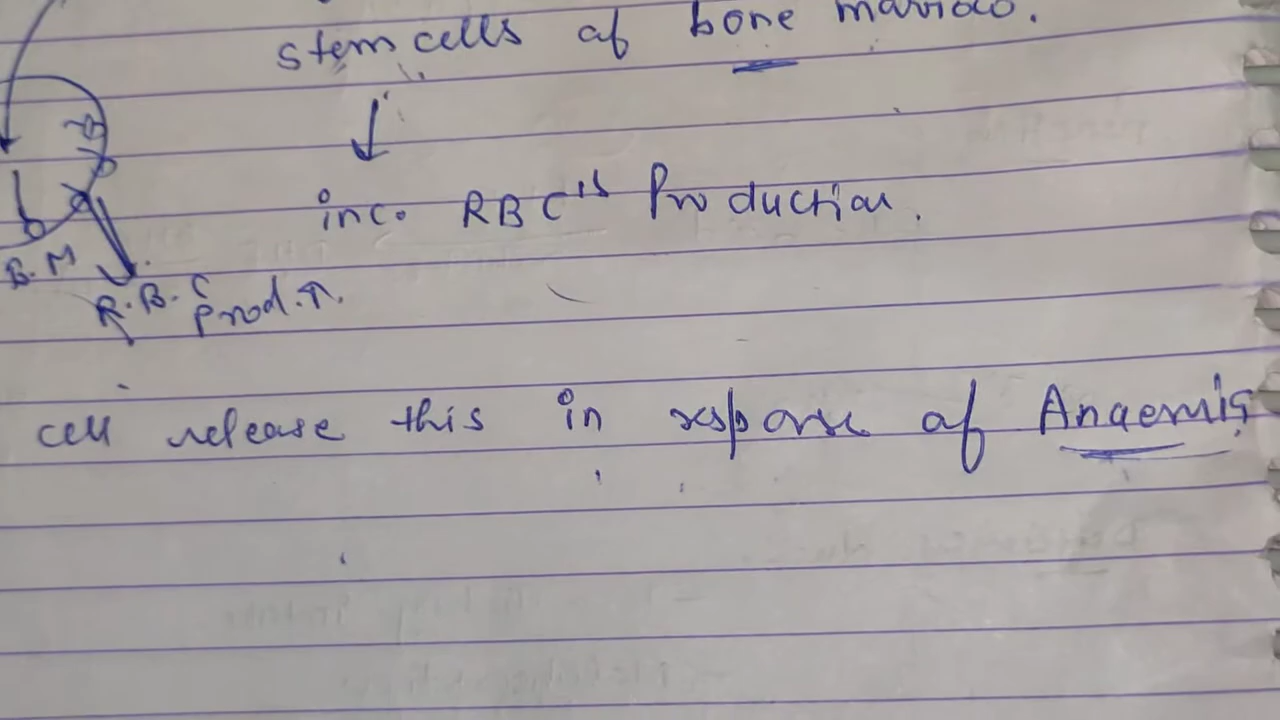 stem cells of bone marrow.
inc. RBC's Production.
B.M
R.B.C
Prod.↑.
cell release this in response of Anaemia